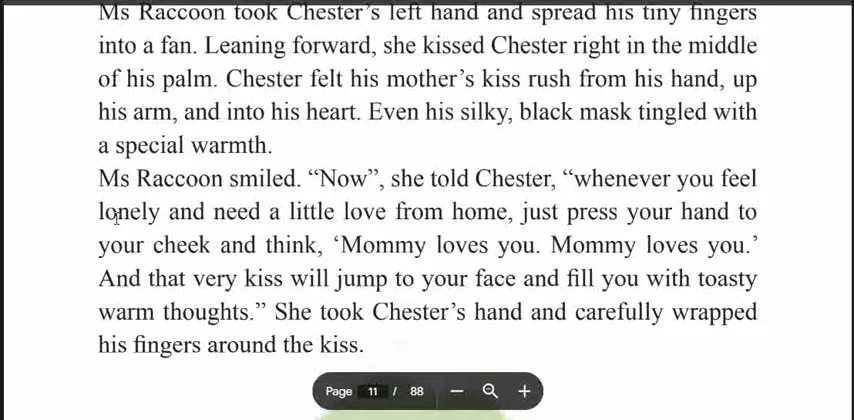 Ms Raccoon took Chester’s left hand and spread his tiny fingers
into a fan. Leaning forward, she kissed Chester right in the middle
of his palm. Chester felt his mother’s kiss rush from his hand, up
his arm, and into his heart. Even his silky, black mask tingled with
a special warmth.
Ms Raccoon smiled. “Now”, she told Chester, “whenever you feel
lonely and need a little love from home, just press your hand to
your cheek and think, ‘Mommy loves you. Mommy loves you.’
And that very kiss will jump to your face and fill you with toasty
warm thoughts.” She took Chester’s hand and carefully wrapped
his fingers around the kiss.
Page 11 / 88